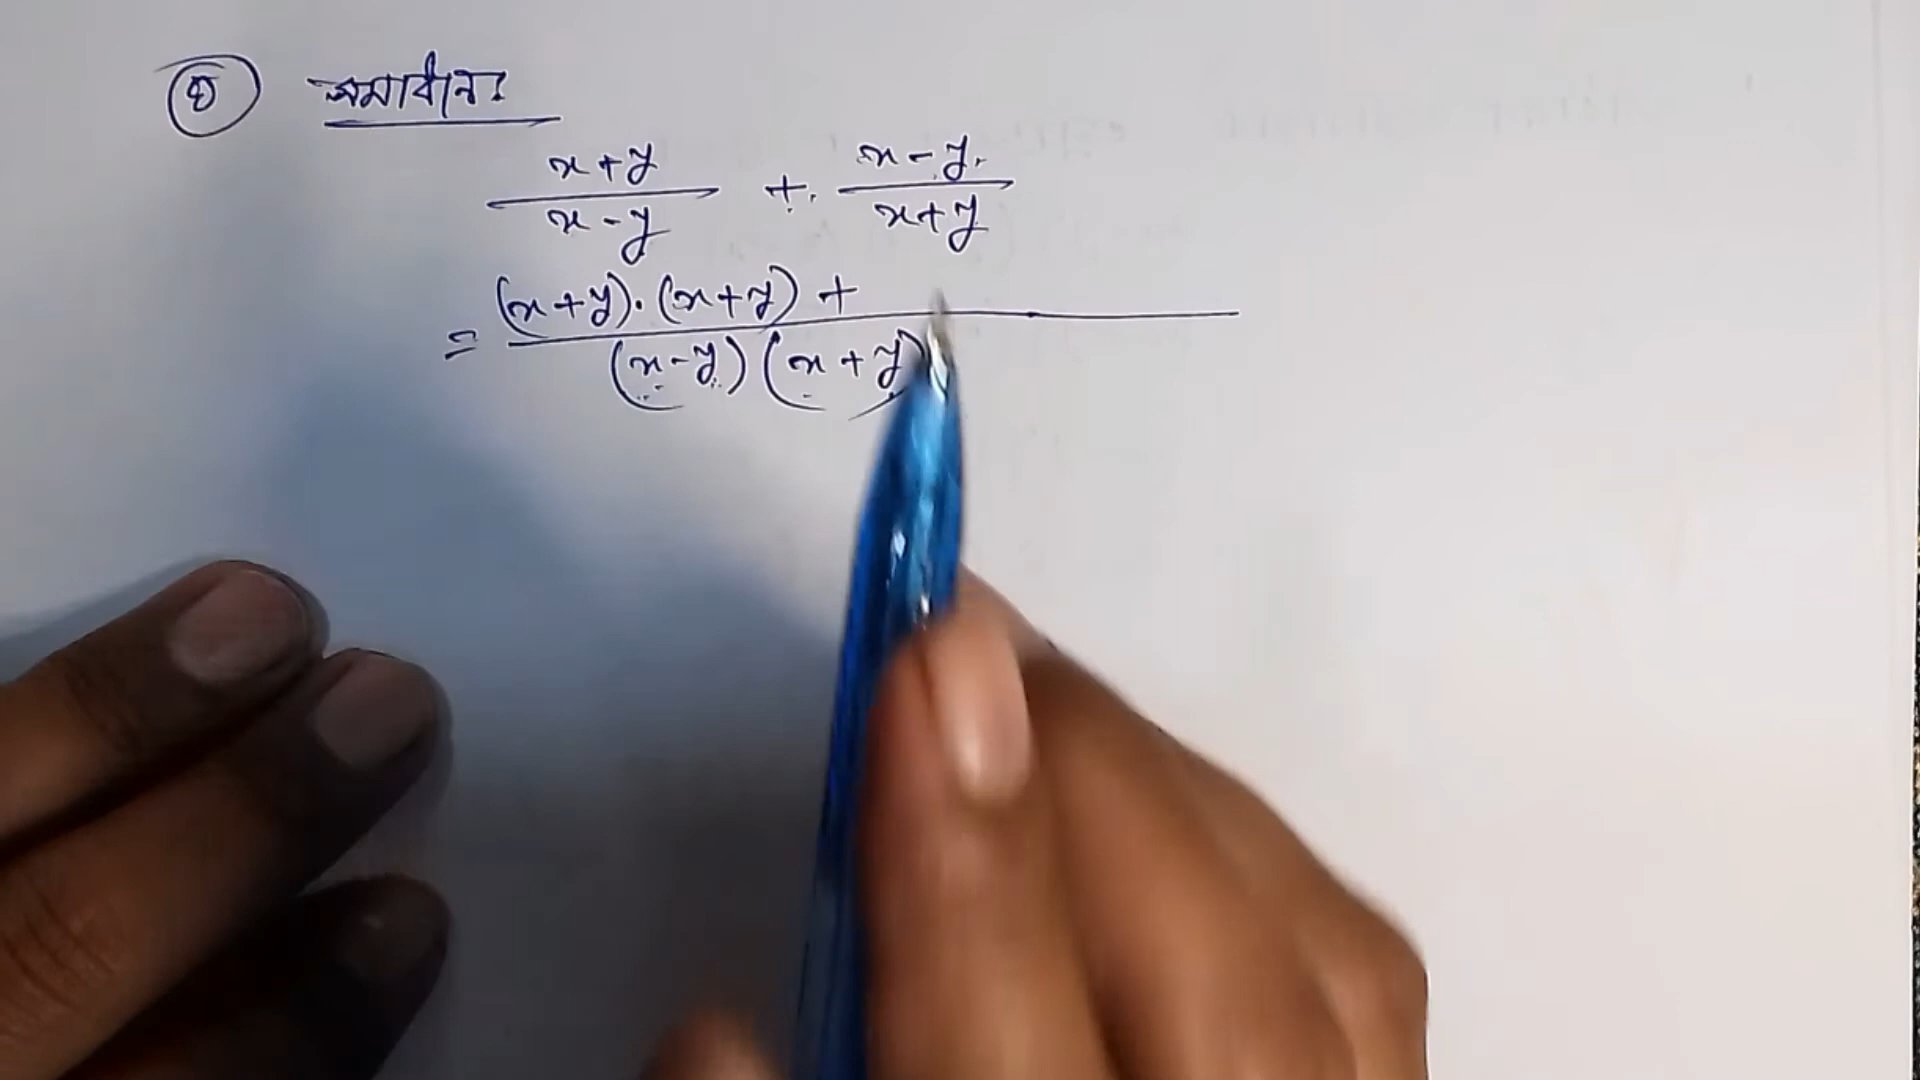 ঘ সমাধানঃ
x+y/x-y + x-y/x+y
= (x+y).(x+y) + / (x-y)(x+y)